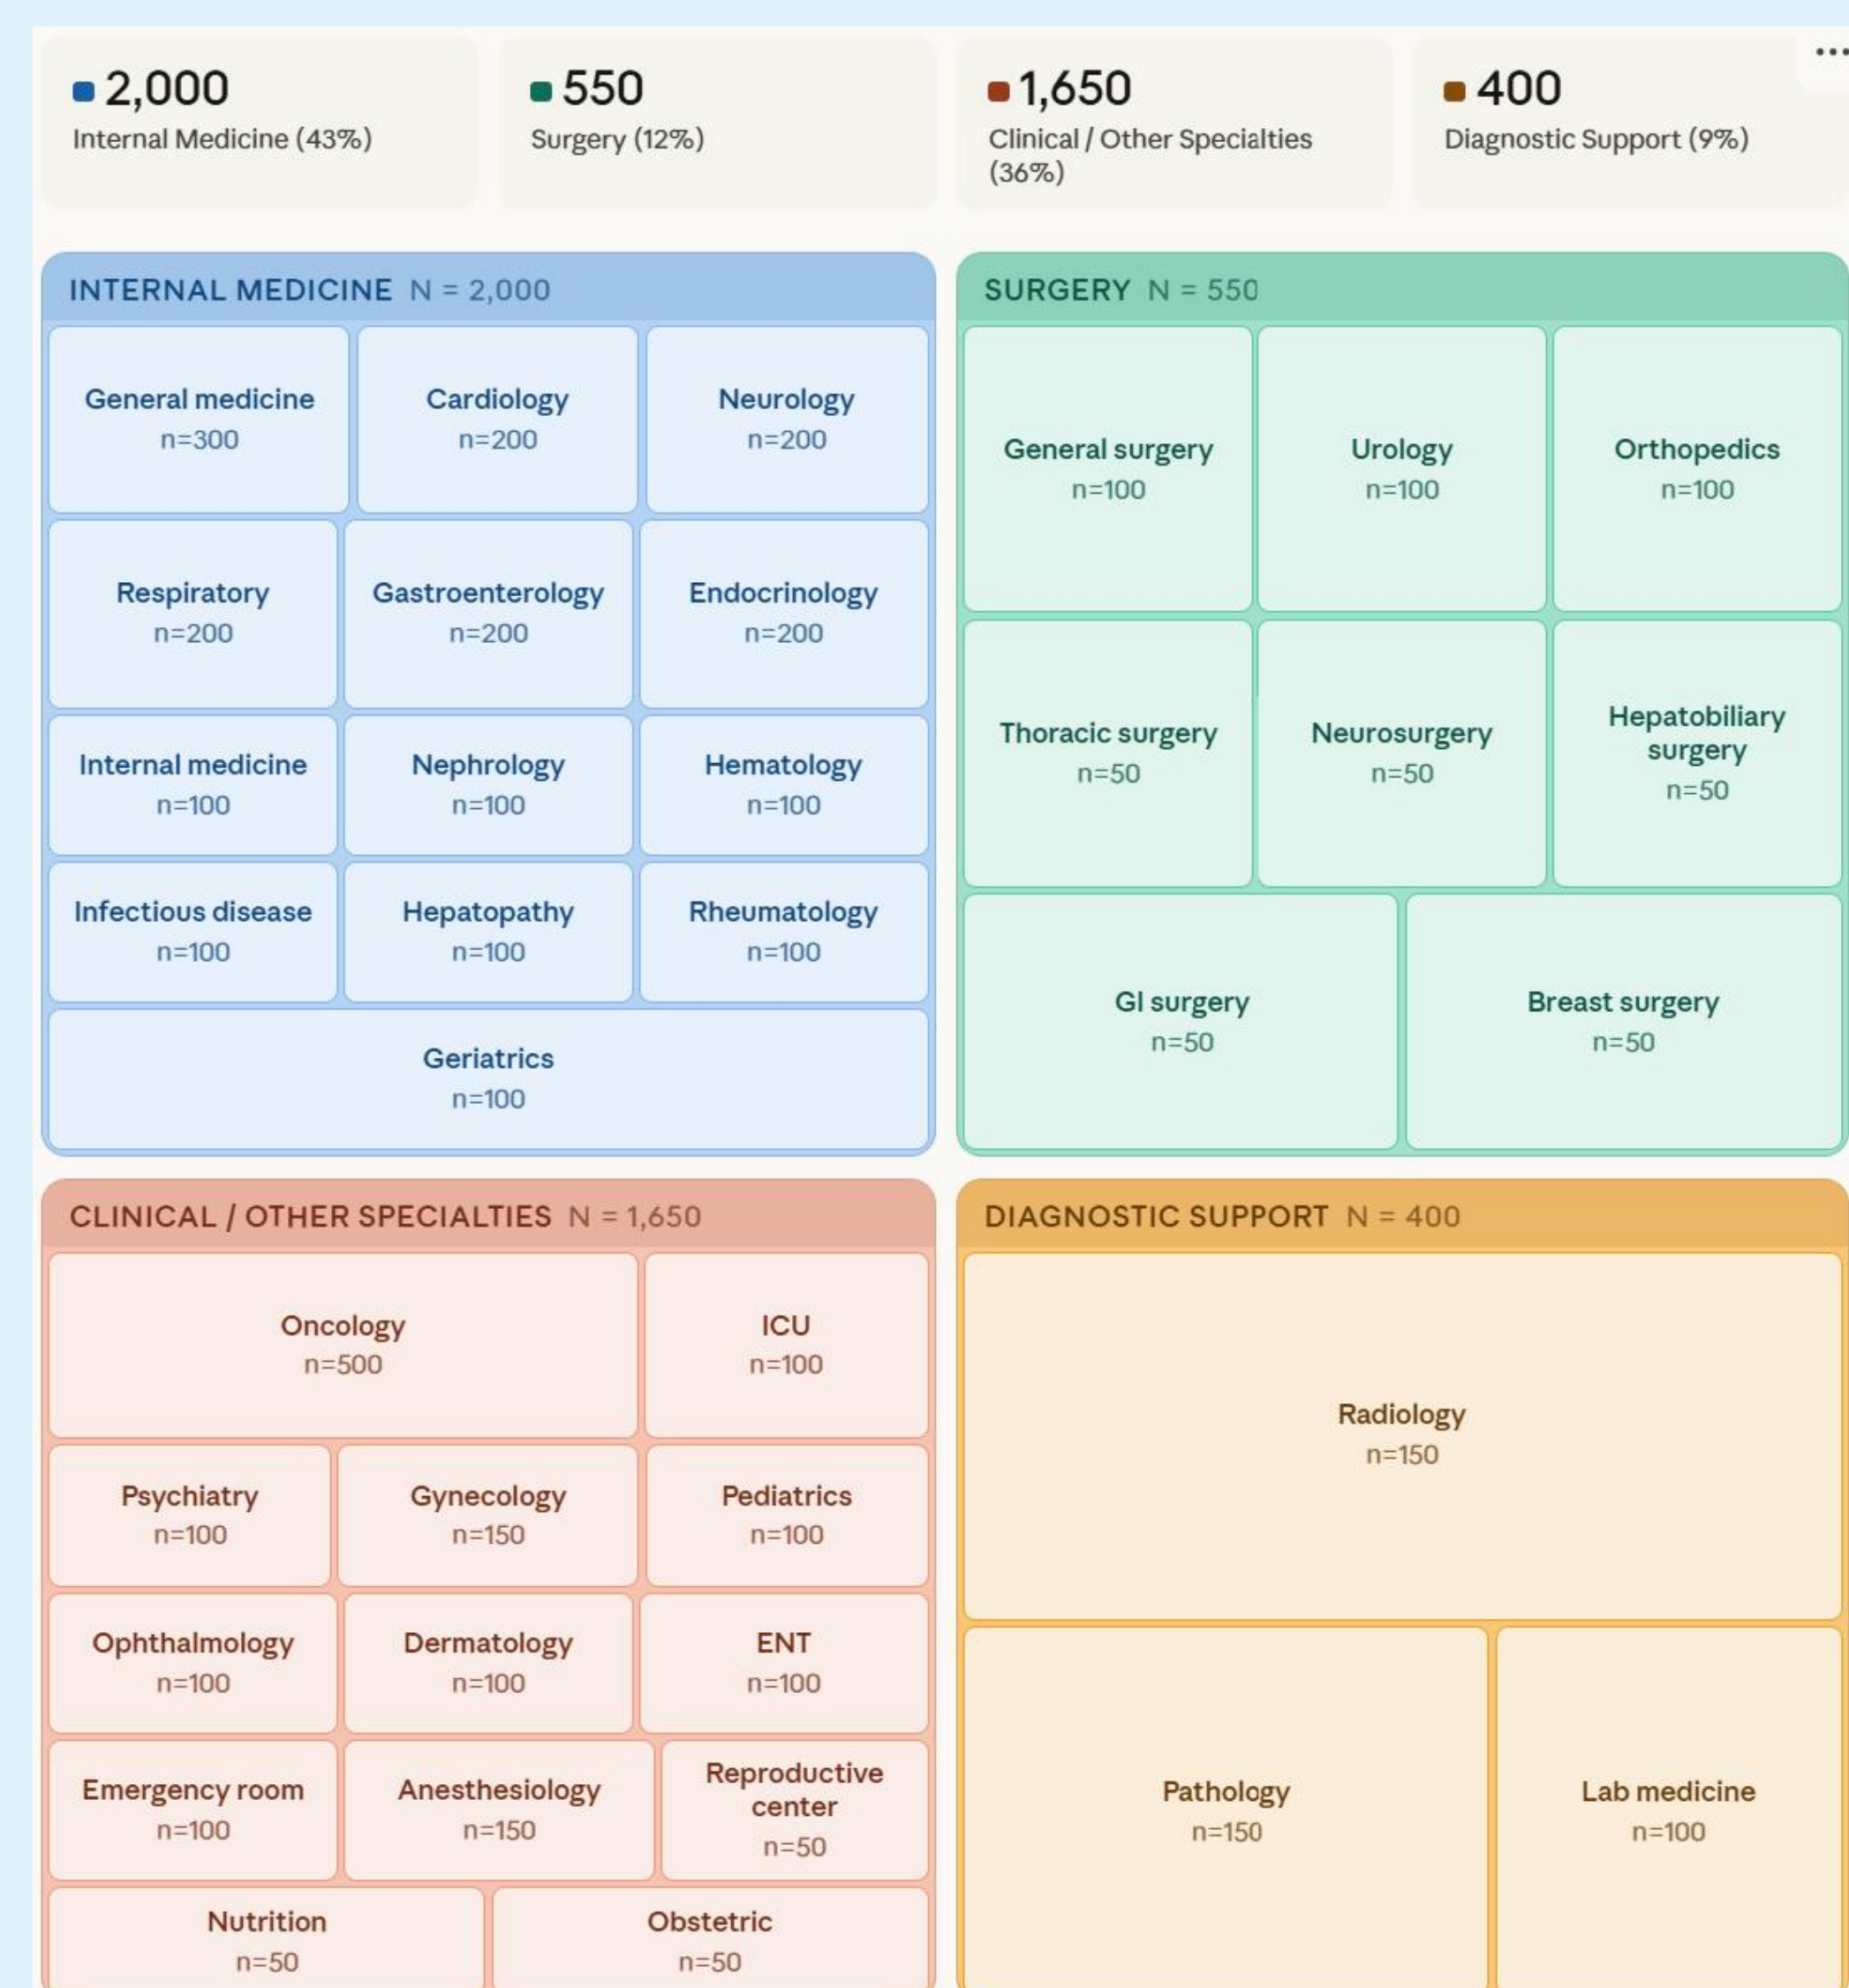 2,000
Internal Medicine (43%)
550
Surgery (12%)
1,650
Clinical / Other Specialties
(36%)
400
Diagnostic Support (9%)
INTERNAL MEDICINE N = 2,000
General medicine
n=300
Cardiology
n=200
Neurology
n=200
Respiratory
n=200
Gastroenterology
n=200
Endocrinology
n=200
Internal medicine
n=100
Nephrology
n=100
Hematology
n=100
Infectious disease
n=100
Hepatopathy
n=100
Rheumatology
n=100
Geriatrics
n=100
SURGERY N = 550
General surgery
n=100
Urology
n=100
Orthopedics
n=100
Thoracic surgery
n=50
Neurosurgery
n=50
Hepatobiliary
surgery
n=50
GI surgery
n=50
Breast surgery
n=50
CLINICAL / OTHER SPECIALTIES N = 1,650
Oncology
n=500
ICU
n=100
Psychiatry
n=100
Gynecology
n=150
Pediatrics
n=100
Ophthalmology
n=100
Dermatology
n=100
ENT
n=100
Emergency room
n=100
Anesthesiology
n=150
Reproductive
center
n=50
Nutrition
n=50
Obstetric
n=50
DIAGNOSTIC SUPPORT N = 400
Radiology
n=150
Pathology
n=150
Lab medicine
n=100